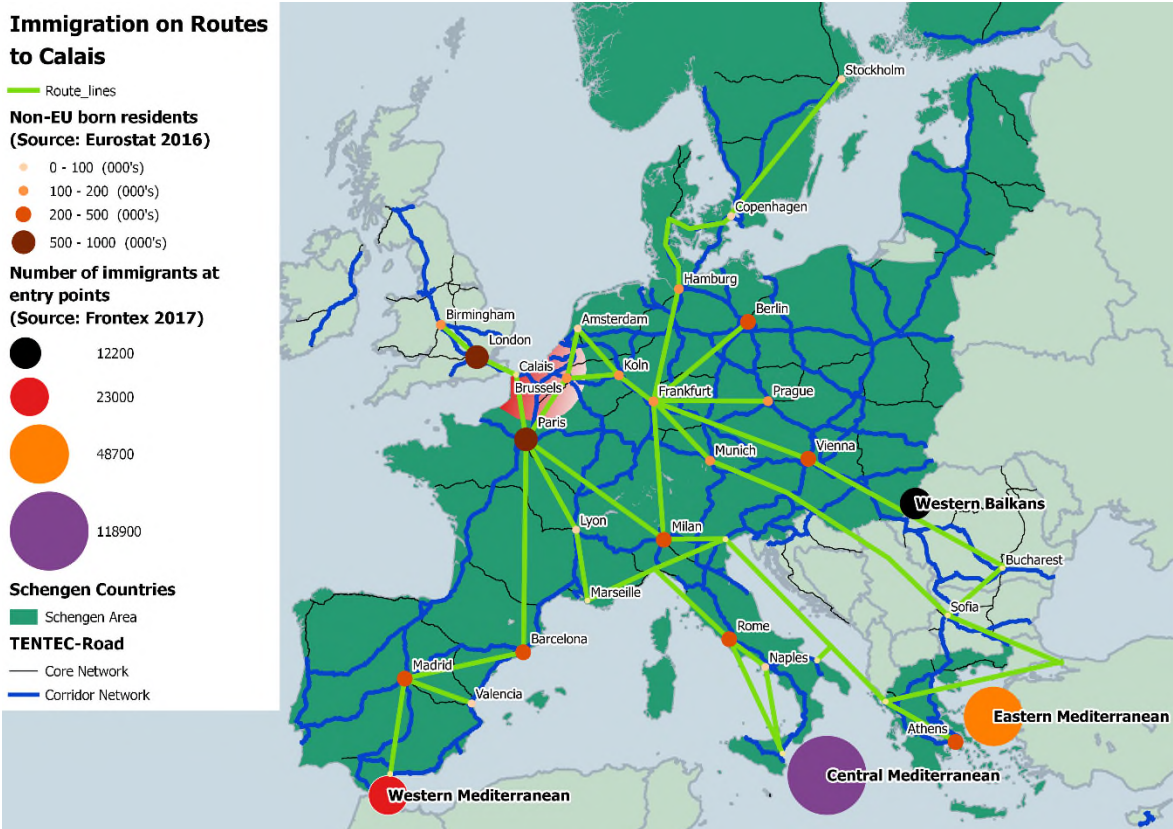 Immigration on Routes
to Calais
Route_lines
Non-EU born residents
(Source: Eurostat 2016)
0 - 100 (000's)
100 - 200 (000's)
200 - 500 (000's)
500 - 1000 (000's)
Number of immigrants at
entry points
(Source: Frontex 2017)
12200
23000
48700
118900
Schengen Countries
Schengen Area
TENTEC-Road
Core Network
Corridor Network
Stockholm
Copenhagen
Hamburg
Berlin
Birmingham
Amsterdam
London
Calais
Koln
Brussels
Frankfurt
Prague
Paris
Munich
Vienna
Western Balkans
Lyon
Milan
Bucharest
Marseille
Sofia
Rome
Barcelona
Naples
Madrid
Valencia
Eastern Mediterranean
Athens
Central Mediterranean
Western Mediterranean